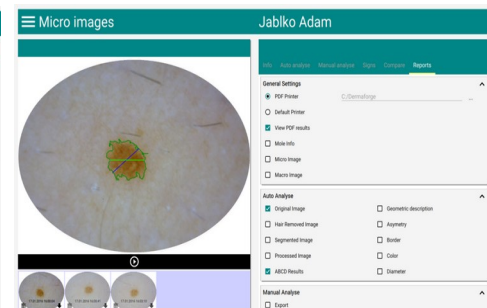 Micro images
Jablko Adam
Info Auto analyse Manual analyse Signs Compare Reports
General Settings
PDF Printer C:/Dermaforge ...
Default Printer
View PDF results
Mole Info
Micro Image
Macro Image
Auto Analyse
Original Image Geometric description
Hair Removed Image Asymetry
Segmented Image Border
Processed Image Color
ABCD Results Diameter
Manual Analyse
Export